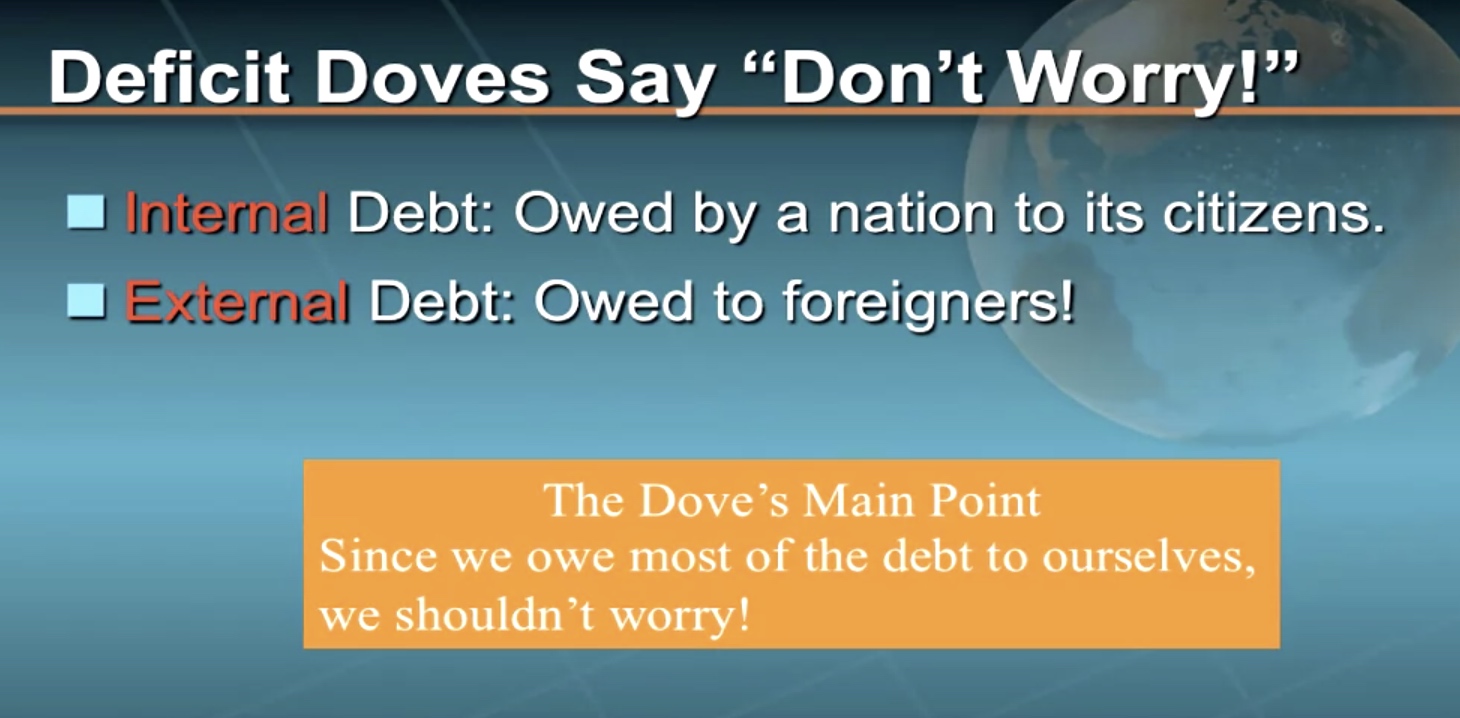 Deficit Doves Say “Don’t Worry!”
Internal Debt: Owed by a nation to its citizens.
External Debt: Owed to foreigners!
The Dove’s Main Point
Since we owe most of the debt to ourselves,
we shouldn’t worry!